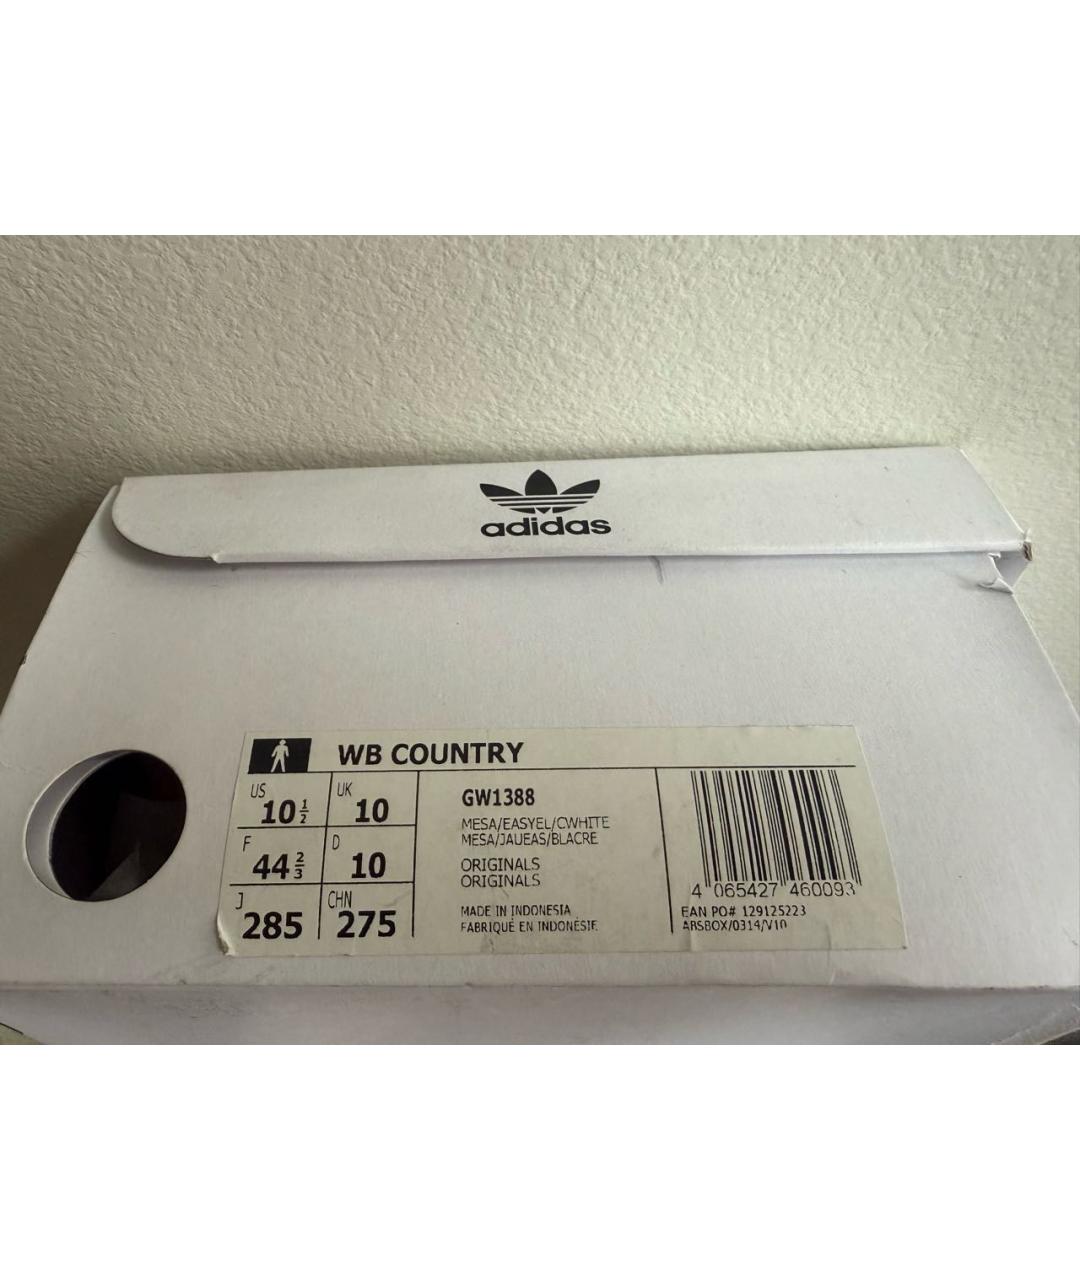 adidas
WB COUNTRY
US 10 1/2 UK 10
F 44 2/3 D 10
J 285 CHN 275
GW1388
MESA/EASYEL/CWHITE
MESA/JAUEAS/BLACRE
ORIGINALS
ORIGINALS
MADE IN INDONESIA
FABRIQUÉ EN INDONÉSIE
4 065427 460093
EAN PO# 129125223
ARSBOX/0314/V10